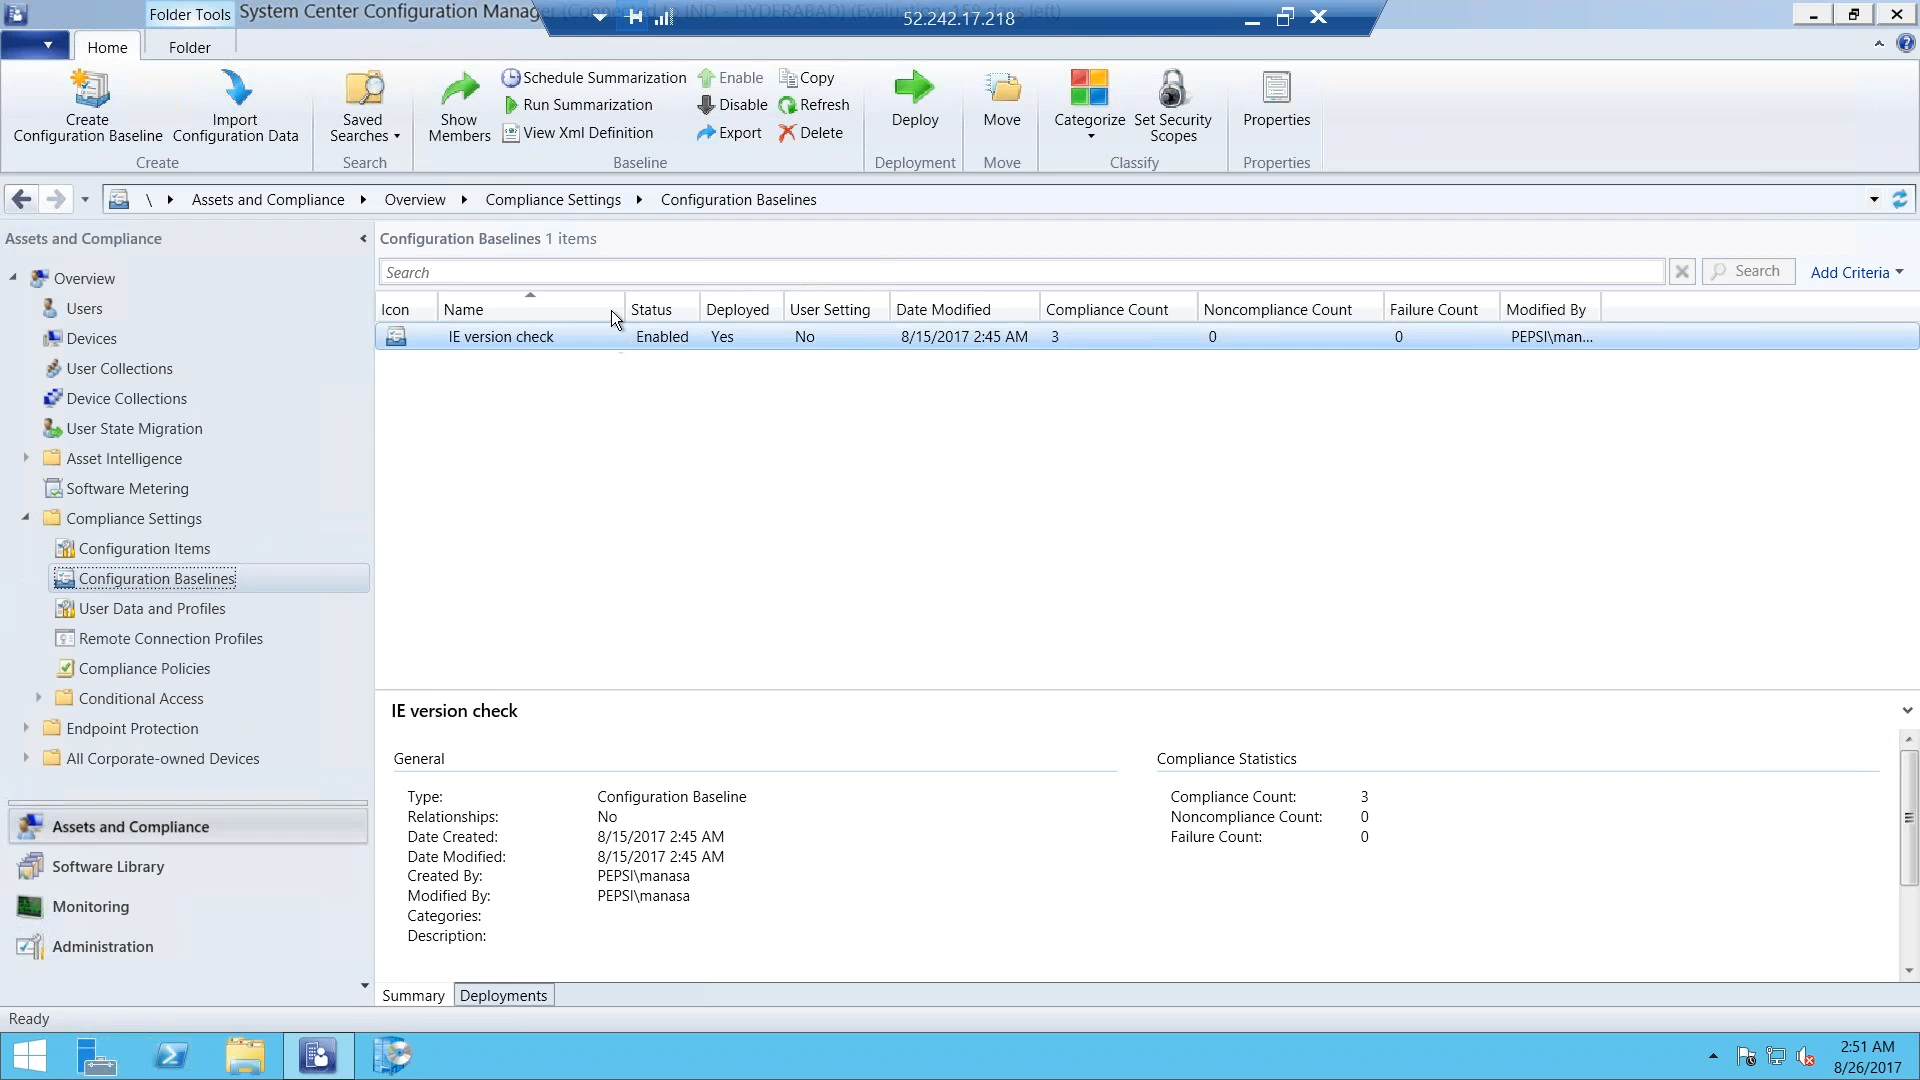 Folder Tools System Center Configuration Manager (Connected
IND - HYDERABAD) (Evaluation, 159 days left)
52.242.17.218
Home Folder
Create Configuration Baseline
Import Configuration Data
Create
Saved Searches
Search
Show Members
Schedule Summarization
Run Summarization
View Xml Definition
Enable
Disable
Export
Copy
Refresh
Delete
Baseline
Deploy
Deployment
Move
Move
Categorize
Set Security Scopes
Classify
Properties
Properties
\ Assets and Compliance Overview Compliance Settings Configuration Baselines
Assets and Compliance
Overview
Users
Devices
User Collections
Device Collections
User State Migration
Asset Intelligence
Software Metering
Compliance Settings
Configuration Items
Configuration Baselines
User Data and Profiles
Remote Connection Profiles
Compliance Policies
Conditional Access
Endpoint Protection
All Corporate-owned Devices
Assets and Compliance
Software Library
Monitoring
Administration
Configuration Baselines 1 items
Search Search Add Criteria
Icon Name Status Deployed User Setting Date Modified Compliance Count Noncompliance Count Failure Count Modified By
IE version check Enabled Yes No 8/15/2017 2:45 AM 3 0 0 PEPSI\man...
IE version check
General
Type: Configuration Baseline
Relationships: No
Date Created: 8/15/2017 2:45 AM
Date Modified: 8/15/2017 2:45 AM
Created By: PEPSI\manasa
Modified By: PEPSI\manasa
Categories:
Description:
Compliance Statistics
Compliance Count: 3
Noncompliance Count: 0
Failure Count: 0
Summary Deployments
Ready
2:51 AM
8/26/2017